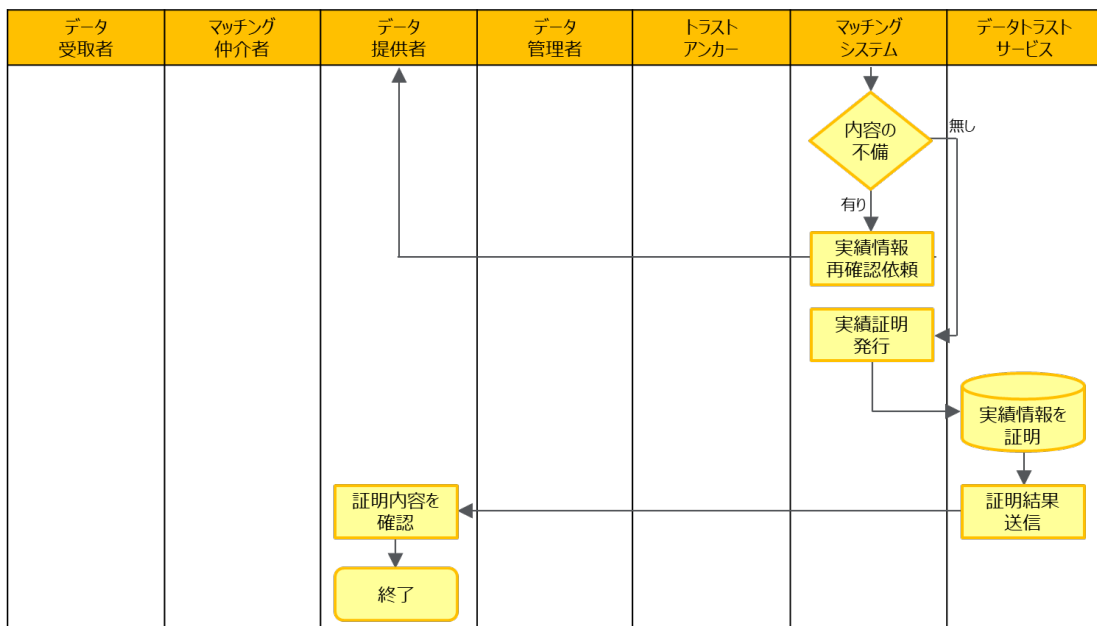 データ
受取者
マッチング
仲介者
データ
提供者
データ
管理者
トラスト
アンカー
マッチング
システム
データトラスト
サービス
内容の
不備
無し
有り
実績情報
再確認依頼
実績証明
発行
実績情報を
証明
証明内容を
確認
証明結果
送信
終了